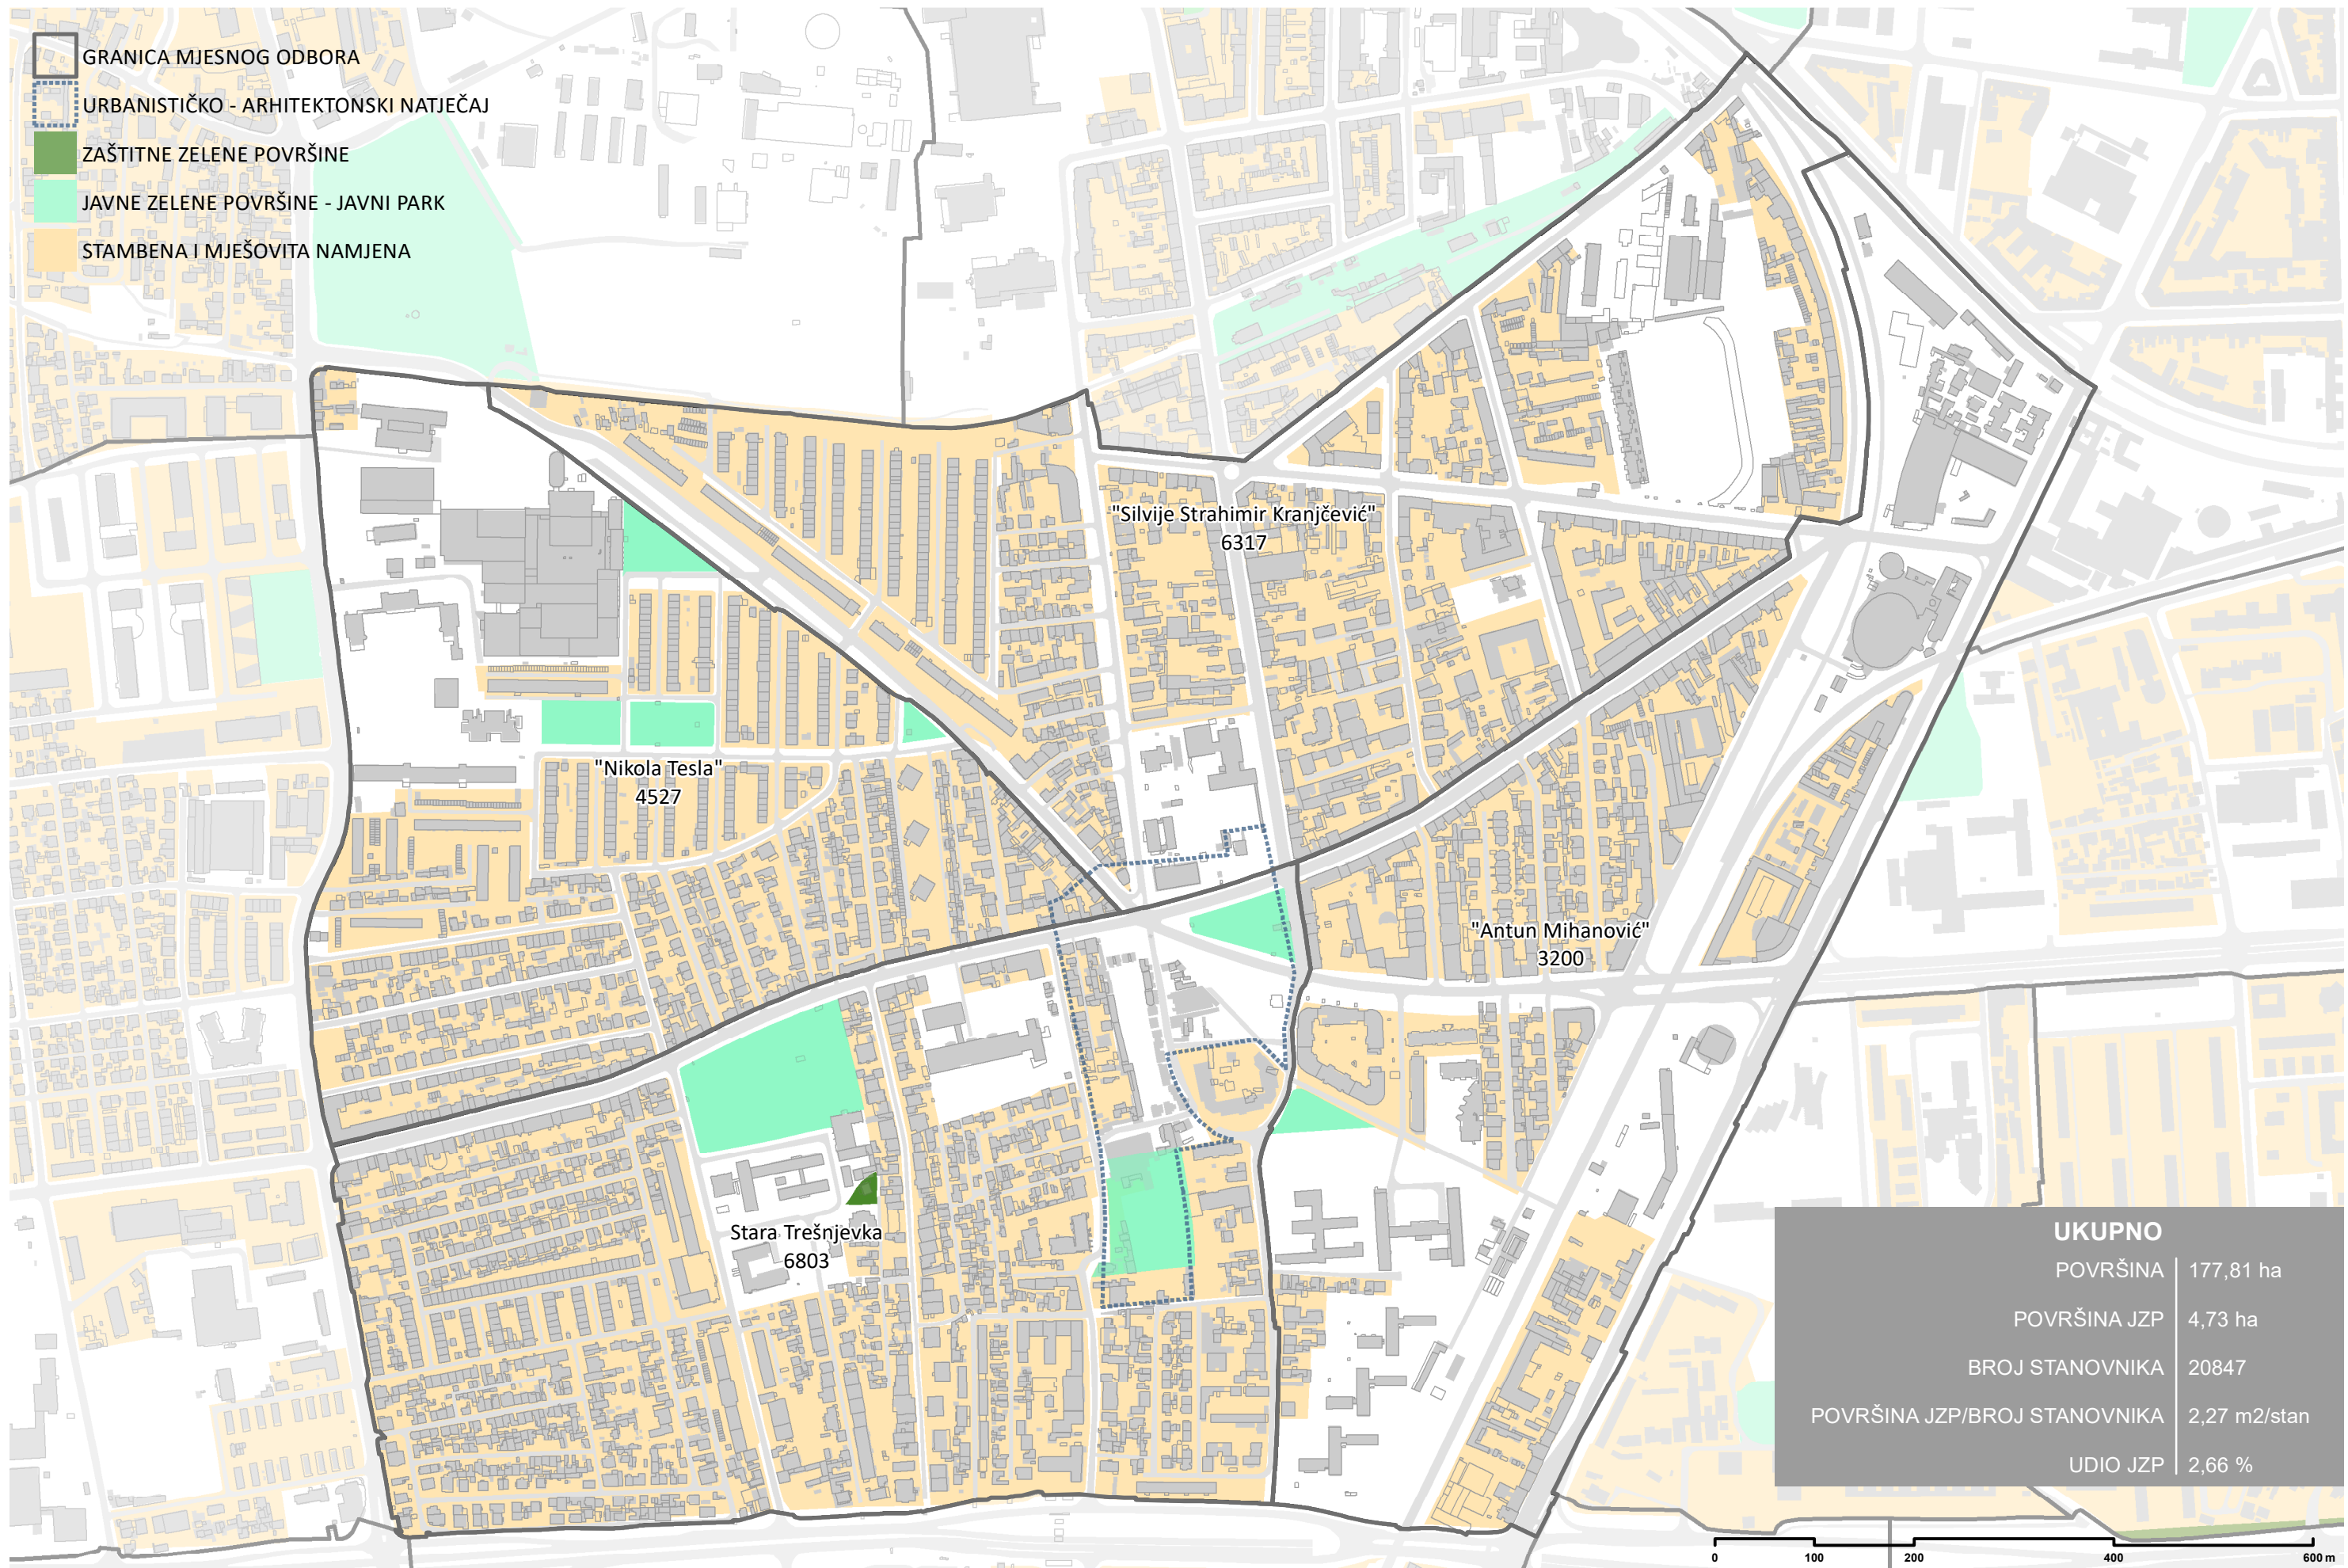 GRANICA MJESNOG ODBORA
URBANISTIČKO - ARHITEKTONSKI NATJEČAJ
ZAŠTITNE ZELENE POVRŠINE
JAVNE ZELENE POVRŠINE - JAVNI PARK
STAMBENA I MJEŠOVITA NAMJENA
"Silvije Strahimir Kranjčević"
6317
"Nikola Tesla"
4527
"Antun Mihanović"
3200
Stara Trešnjevka
6803
UKUPNO
POVRŠINA 177,81 ha
POVRŠINA JZP 4,73 ha
BROJ STANOVNIKA 20847
POVRŠINA JZP/BROJ STANOVNIKA 2,27 m2/stan
UDIO JZP 2,66 %
0 100 200 400 600 m